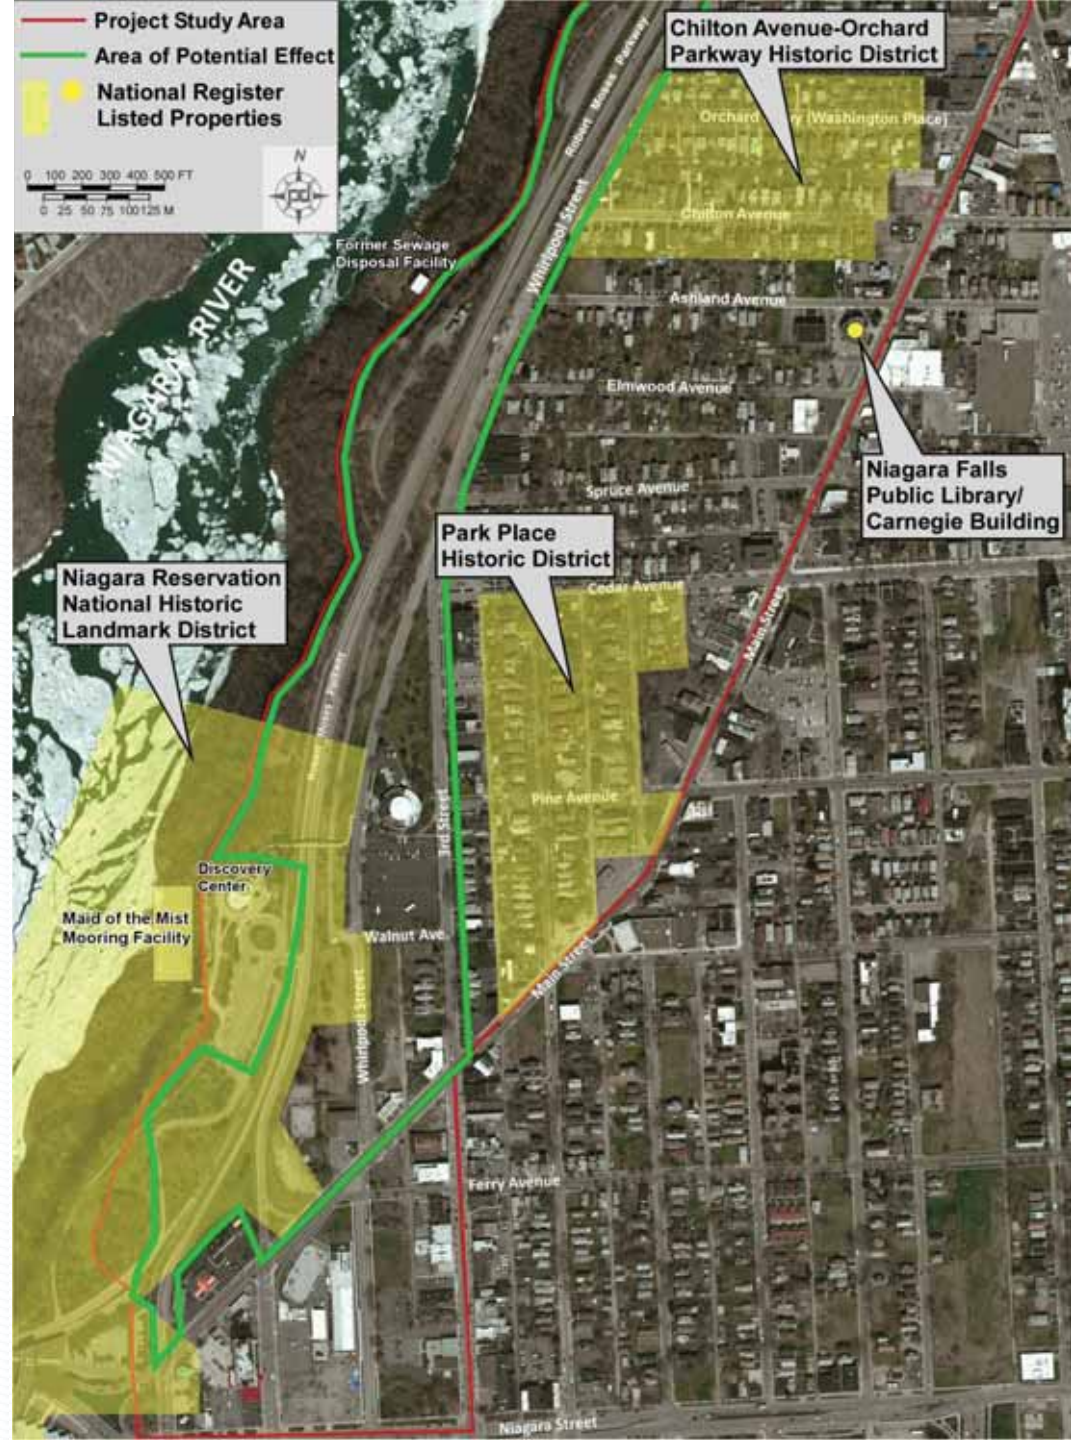 Project Study Area
Area of Potential Effect
National Register
Listed Properties
N
0 100 200 300 400 500 FT
0 25 50 75 100 125 M
pd
Chilton Avenue-Orchard
Parkway Historic District
Robert Moses Parkway
Orchard (Washington Place)
Chilton Avenue
Whirlpool Street
Former Sewage
Disposal Facility
NIAGARA RIVER
Ashland Avenue
Elmwood Avenue
Niagara Falls
Public Library/
Carnegie Building
Spruce Avenue
Park Place
Historic District
Cedar Avenue
Niagara Reservation
National Historic
Landmark District
Main Street
Pine Avenue
3rd Street
Discovery
Center
Maid of the Mist
Mooring Facility
Walnut Ave.
Main Street
Whirlpool Street
Ferry Avenue
Niagara Street